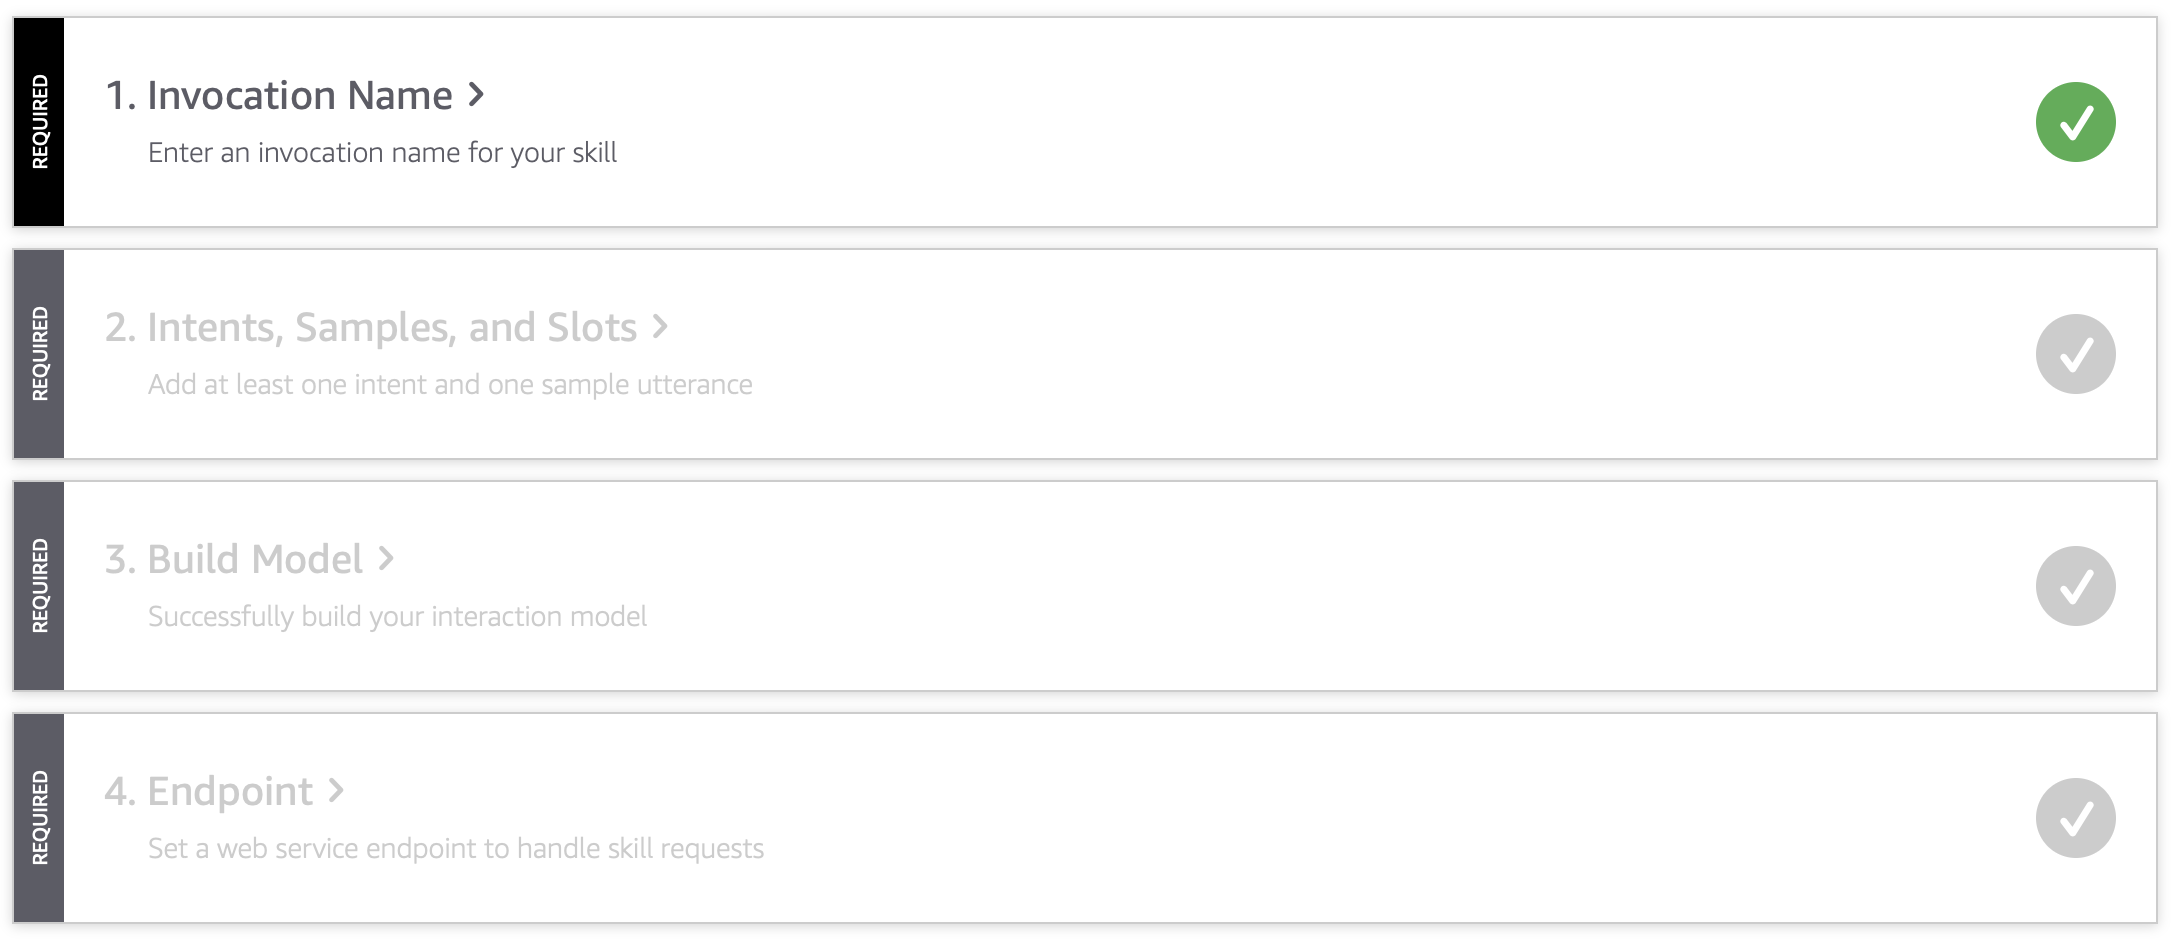 REQUIRED
1. Invocation Name
Enter an invocation name for your skill
REQUIRED
2. Intents, Samples, and Slots
Add at least one intent and one sample utterance
REQUIRED
3. Build Model
Successfully build your interaction model
REQUIRED
4. Endpoint
Set a web service endpoint to handle skill requests